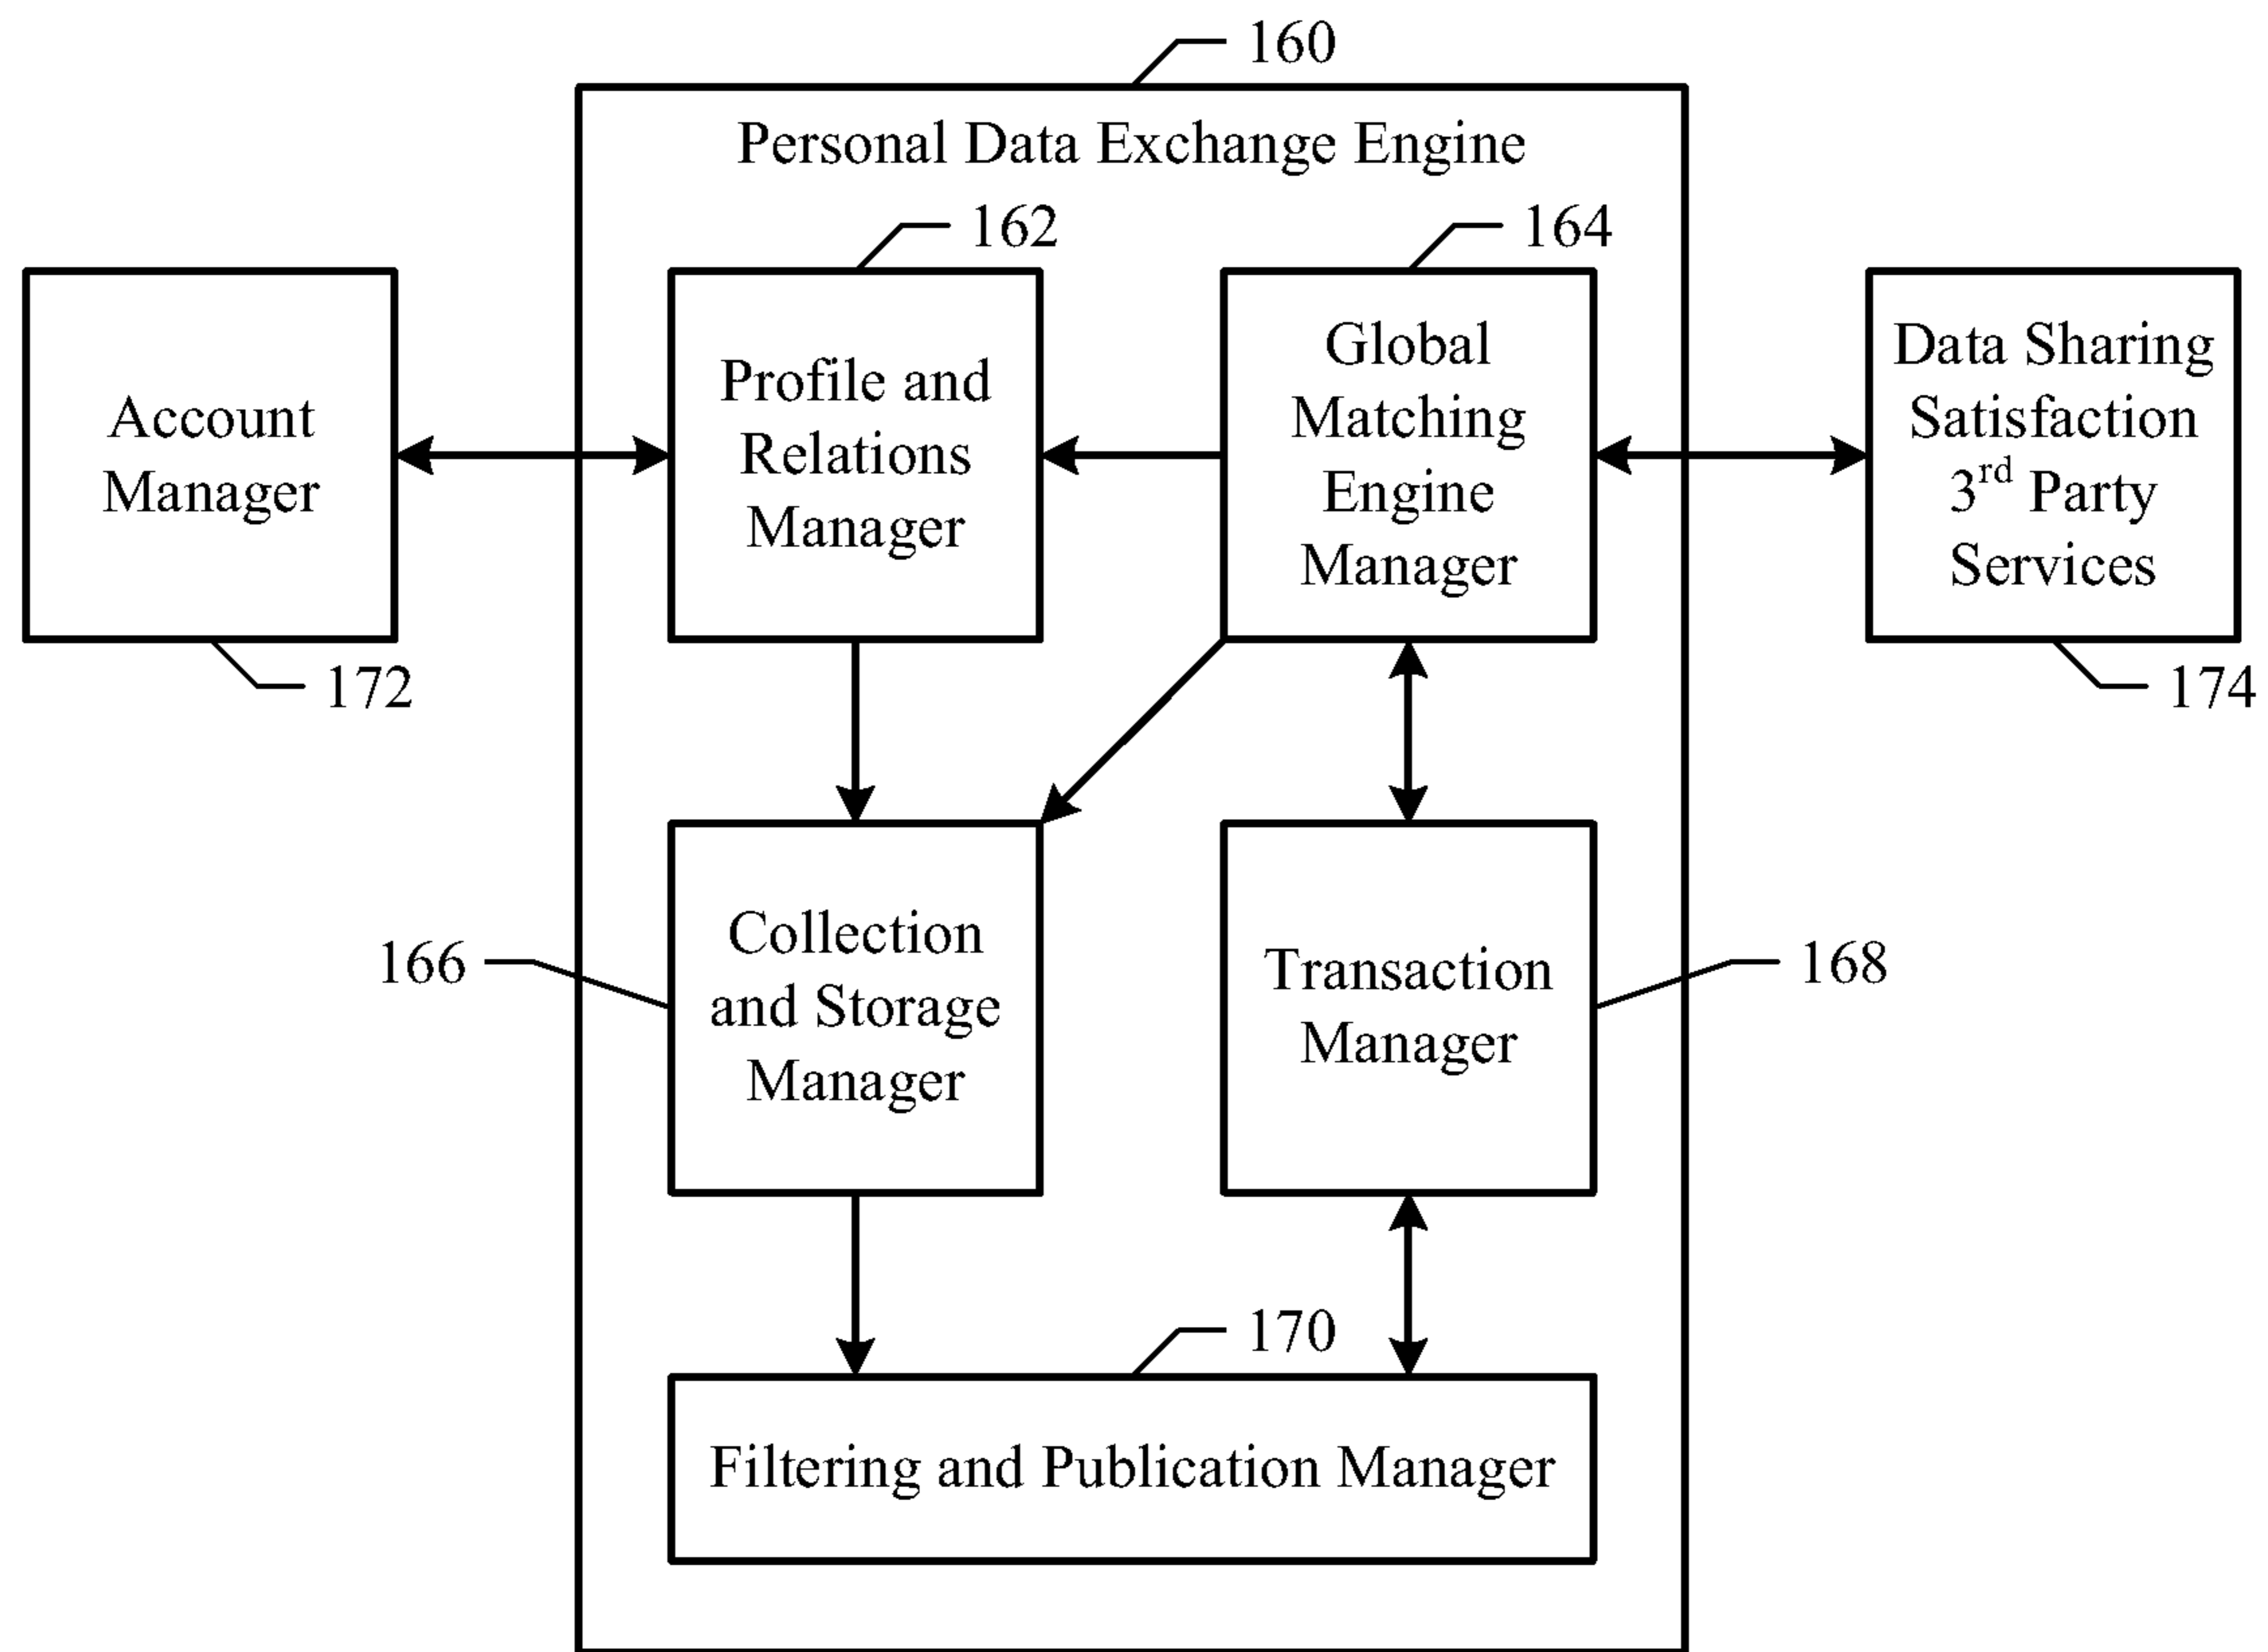 160
Personal Data Exchange Engine
162
164
Account
Manager
172
Profile and
Relations
Manager
Global
Matching
Engine
Manager
Data Sharing
Satisfaction
3rd Party
Services
174
166
Collection
and Storage
Manager
Transaction
Manager
168
170
Filtering and Publication Manager